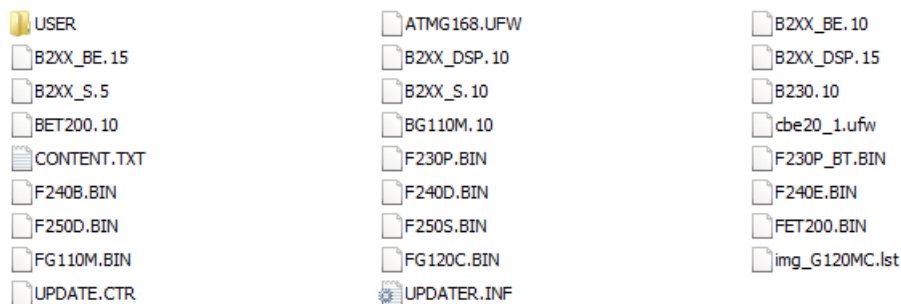 USER ATMG168.UFW B2XX_BE.10
B2XX_BE.15 B2XX_DSP.10 B2XX_DSP.15
B2XX_S.5 B2XX_S.10 B230.10
BET200.10 BG110M.10 cbe20_1.ufw
CONTENT.TXT F230P.BIN F230P_BT.BIN
F240B.BIN F240D.BIN F240E.BIN
F250D.BIN F250S.BIN FET200.BIN
FG110M.BIN FG120C.BIN img_G120MC.lst
UPDATE.CTR UPDATER.INF